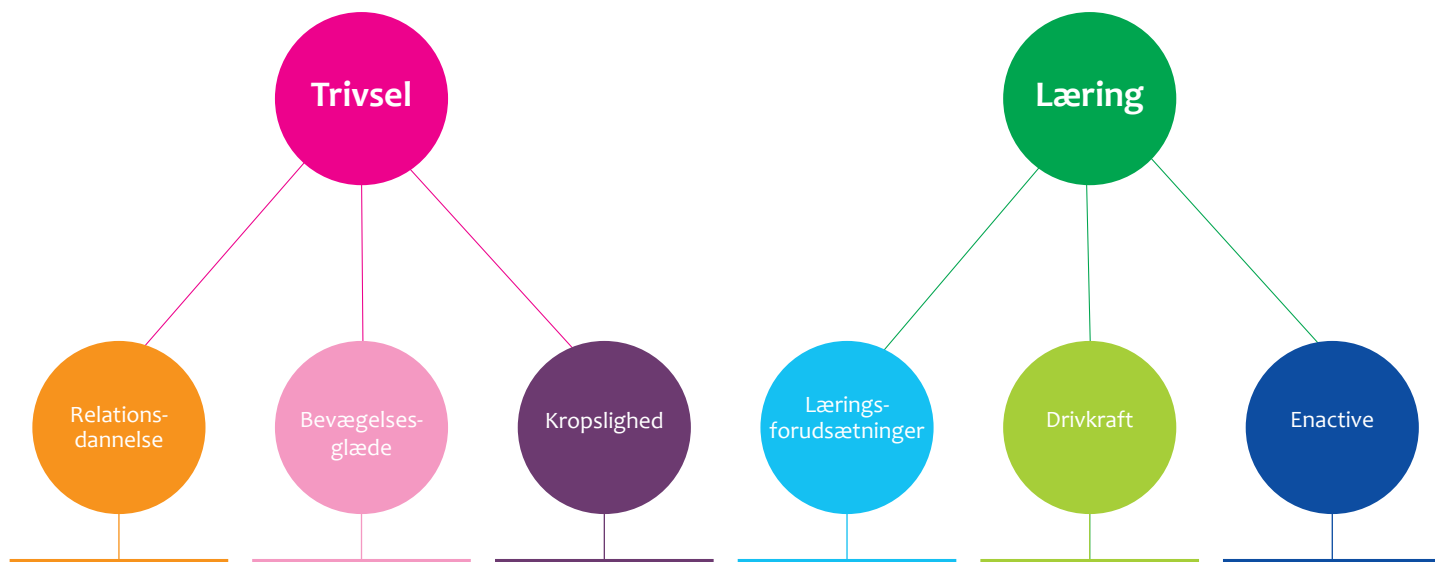 Trivsel
Læring
Relations-
dannelse
Bevægelses-
glæde
Kropslighed
Lærings-
forudsætninger
Drivkraft
Enactive